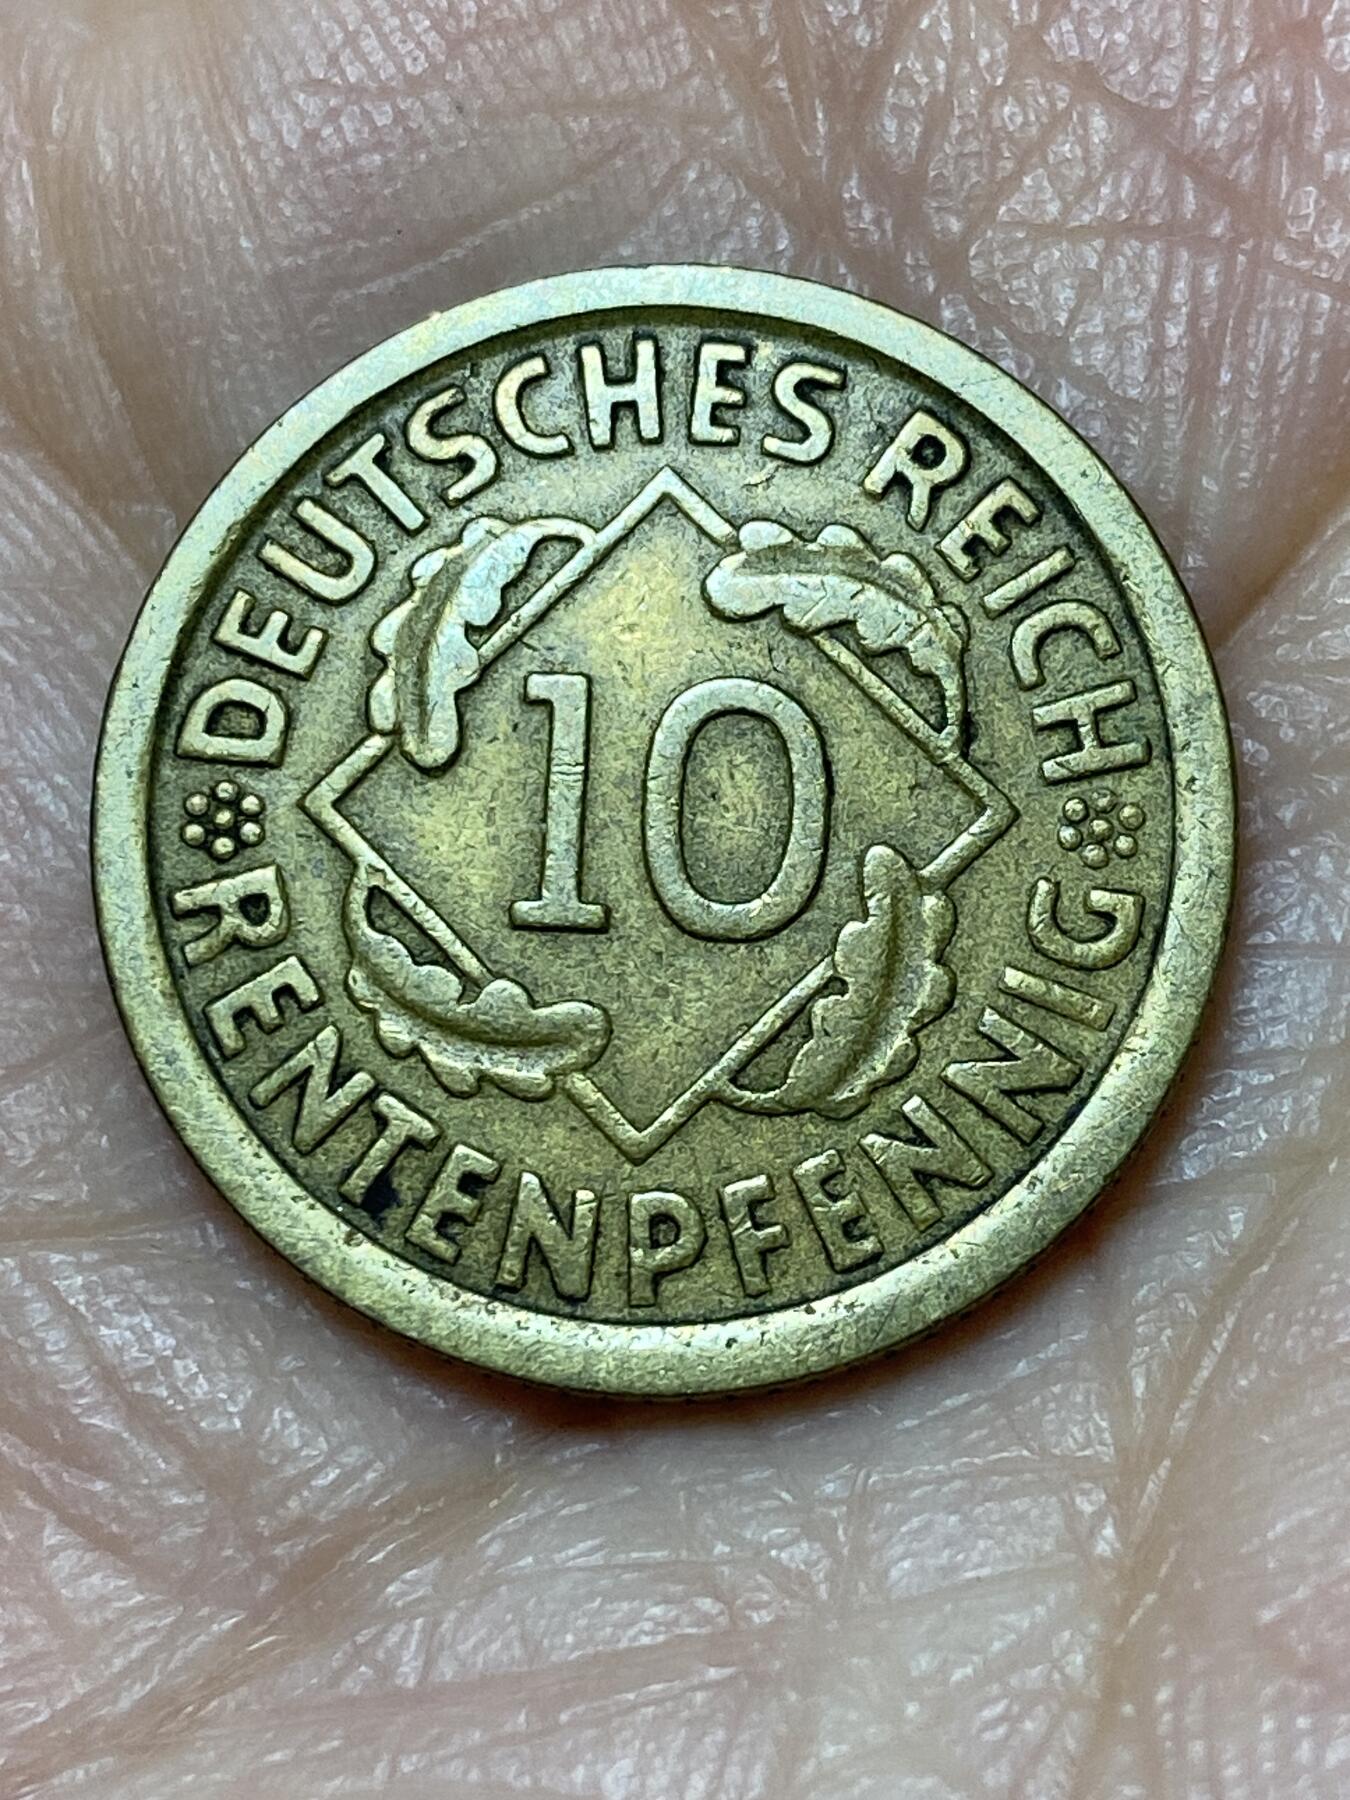 DEUTSCHES REICH
10
RENTENPFENNIG